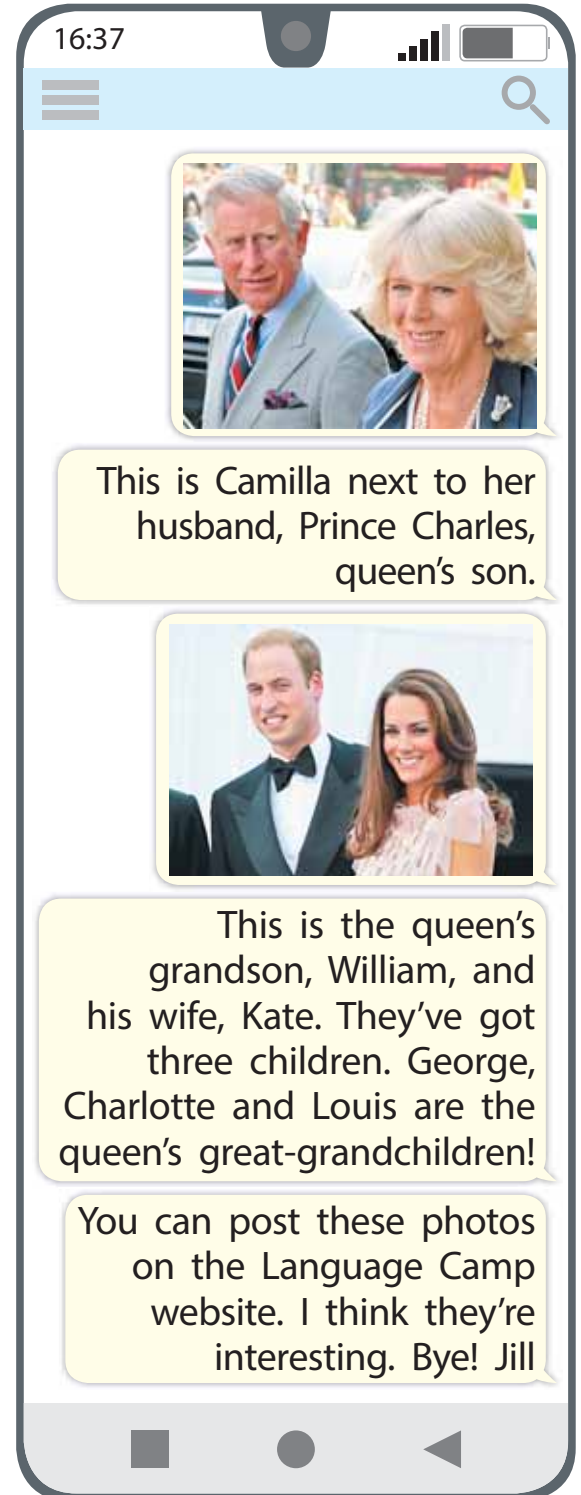 16:37
This is Camilla next to her
husband, Prince Charles,
queen's son.
This is the queen's
grandson, William, and
his wife, Kate. They've got
three children. George,
Charlotte and Louis are the
queen's great-grandchildren!
You can post these photos
on the Language Camp
website. I think they're
interesting. Bye! Jill